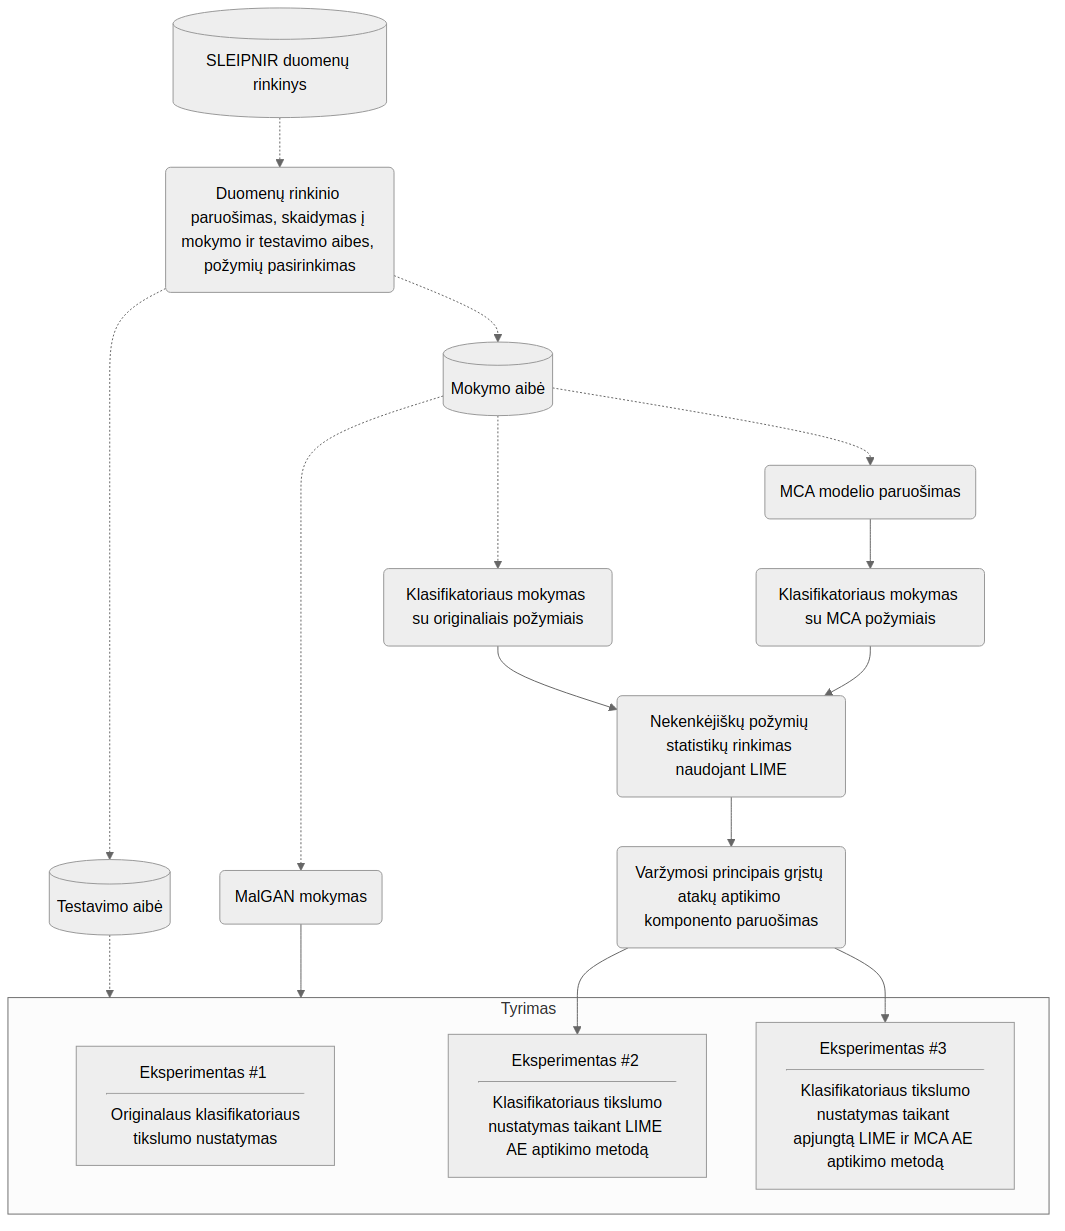 SLEIPNIR duomenų
rinkinys
Duomenų rinkinio
paruošimas, skaidymas į
mokymo ir testavimo aibes,
požymių pasirinkimas
Mokymo aibė
MCA modelio paruošimas
Klasifikatoriaus mokymas
su originaliais požymiais
Klasifikatoriaus mokymas
su MCA požymiais
Nekenkėjiškų požymių
statistikų rinkimas
naudojant LIME
Varžymosi principais grįstų
atakų aptikimo
komponento paruošimas
Testavimo aibė
MalGAN mokymas
Tyrimas
Eksperimentas #1
Originalaus klasifikatoriaus
tikslumo nustatymas
Eksperimentas #2
Klasifikatoriaus tikslumo
nustatymas taikant LIME
AE aptikimo metodą
Eksperimentas #3
Klasifikatoriaus tikslumo
nustatymas taikant
apjungtą LIME ir MCA AE
aptikimo metodą